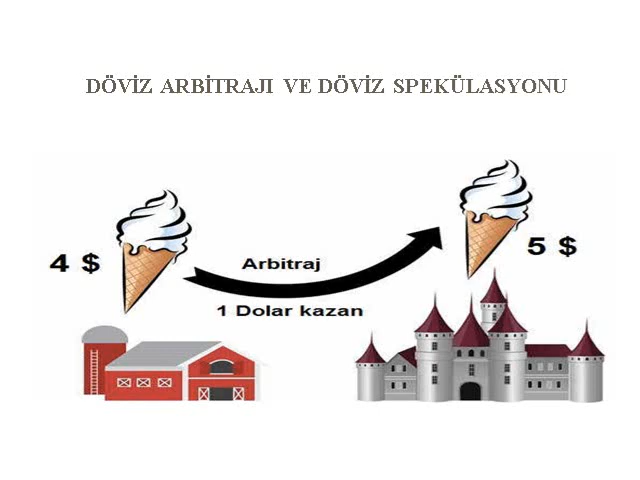 DÖVİZ ARBİTRAJI VE DÖVİZ SPEKÜLASYONU
4 $
5 $
Arbitraj
1 Dolar kazan